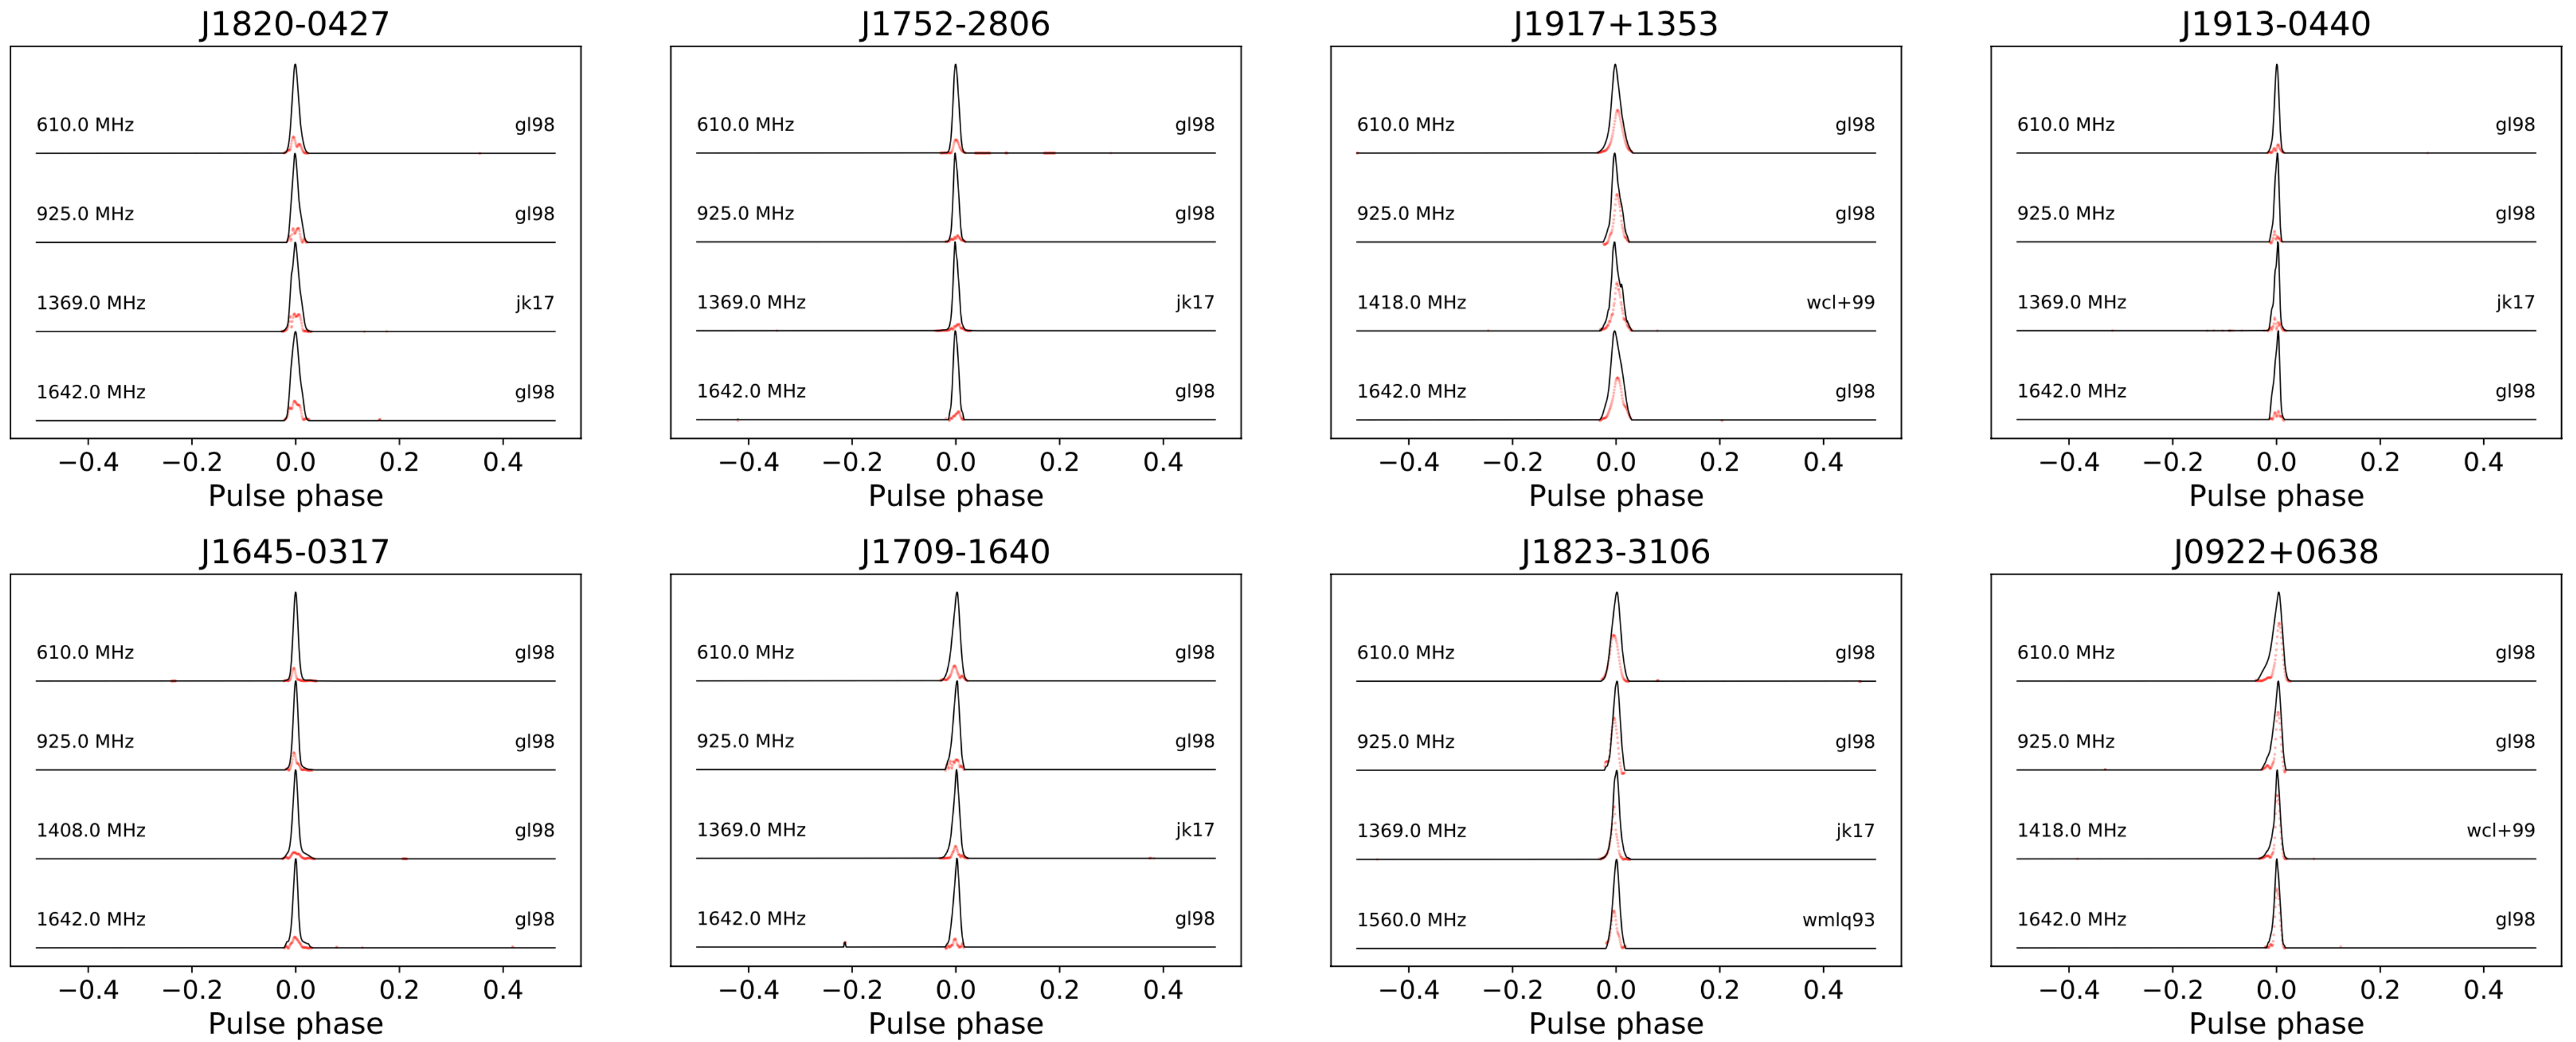 J1820-0427
610.0 MHz gl98
925.0 MHz gl98
1369.0 MHz jk17
1642.0 MHz gl98
−0.4 −0.2 0.0 0.2 0.4
Pulse phase
J1752-2806
610.0 MHz gl98
925.0 MHz gl98
1369.0 MHz jk17
1642.0 MHz gl98
−0.4 −0.2 0.0 0.2 0.4
Pulse phase
J1917+1353
610.0 MHz gl98
925.0 MHz gl98
1418.0 MHz wcl+99
1642.0 MHz gl98
−0.4 −0.2 0.0 0.2 0.4
Pulse phase
J1913-0440
610.0 MHz gl98
925.0 MHz gl98
1369.0 MHz jk17
1642.0 MHz gl98
−0.4 −0.2 0.0 0.2 0.4
Pulse phase
J1645-0317
610.0 MHz gl98
925.0 MHz gl98
1408.0 MHz gl98
1642.0 MHz gl98
−0.4 −0.2 0.0 0.2 0.4
Pulse phase
J1709-1640
610.0 MHz gl98
925.0 MHz gl98
1369.0 MHz jk17
1642.0 MHz gl98
−0.4 −0.2 0.0 0.2 0.4
Pulse phase
J1823-3106
610.0 MHz gl98
925.0 MHz gl98
1369.0 MHz jk17
1560.0 MHz wmlq93
−0.4 −0.2 0.0 0.2 0.4
Pulse phase
J0922+0638
610.0 MHz gl98
925.0 MHz gl98
1418.0 MHz wcl+99
1642.0 MHz gl98
−0.4 −0.2 0.0 0.2 0.4
Pulse phase